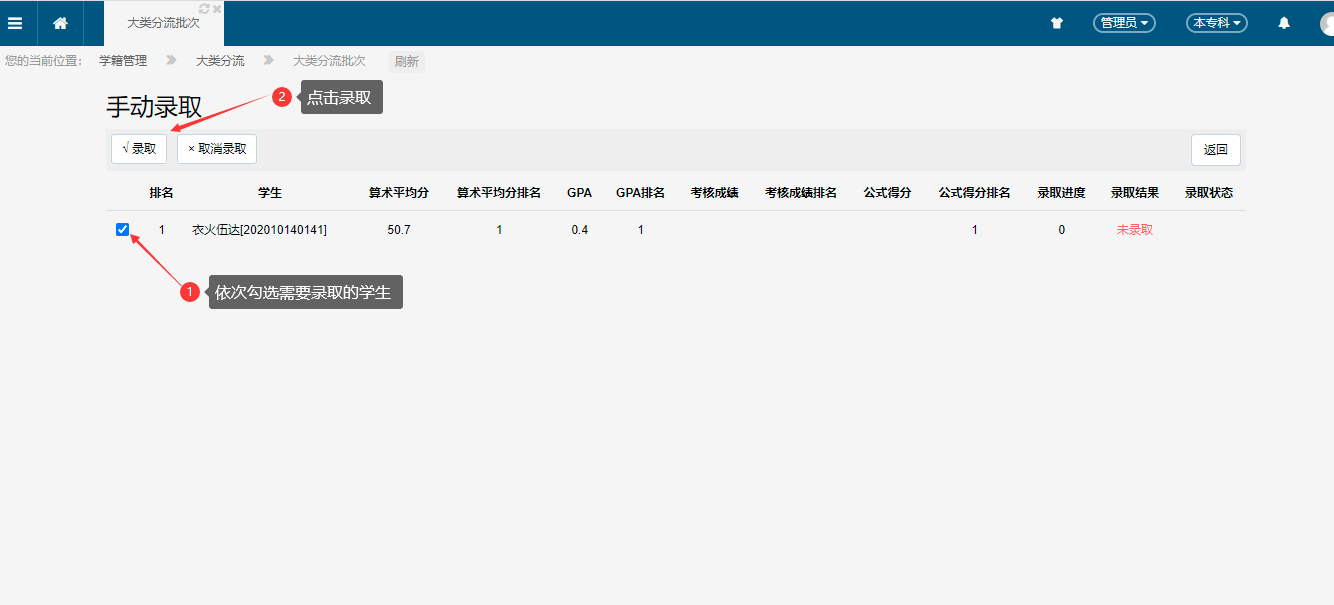 大类分流批次
管理员
本专科
您的当前位置: 学籍管理 大类分流 大类分流批次 刷新
手动录取
2 点击录取
√ 录取 × 取消录取 返回
排名 学生 算术平均分 算术平均分排名 GPA GPA排名 考核成绩 考核成绩排名 公式得分 公式得分排名 录取进度 录取结果 录取状态
1 衣火伍达[202010140141] 50.7 1 0.4 1 1 0 未录取
1 依次勾选需要录取的学生